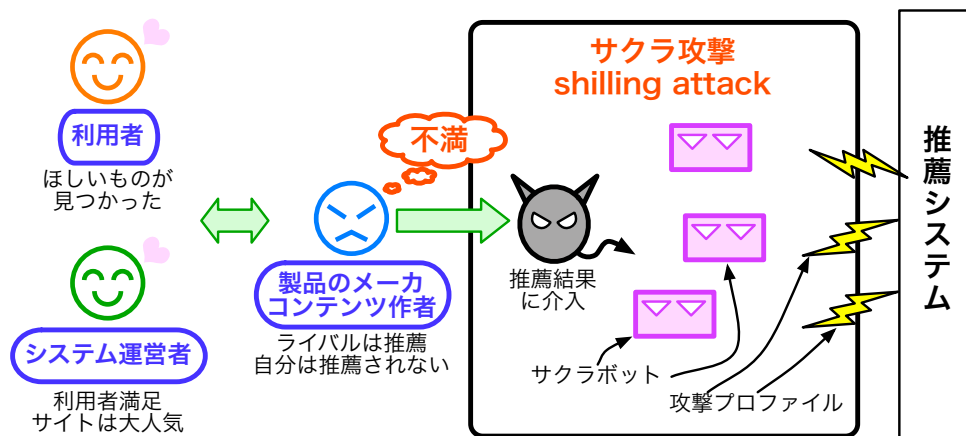 利用者
ほしいものが
見つかった
システム運営者
利用者満足
サイトは大人気
不満
製品のメーカ
コンテンツ作者
ライバルは推薦
自分は推薦されない
サクラ攻撃
shilling attack
推薦結果
に介入
サクラボット
攻撃プロファイル
推薦システム